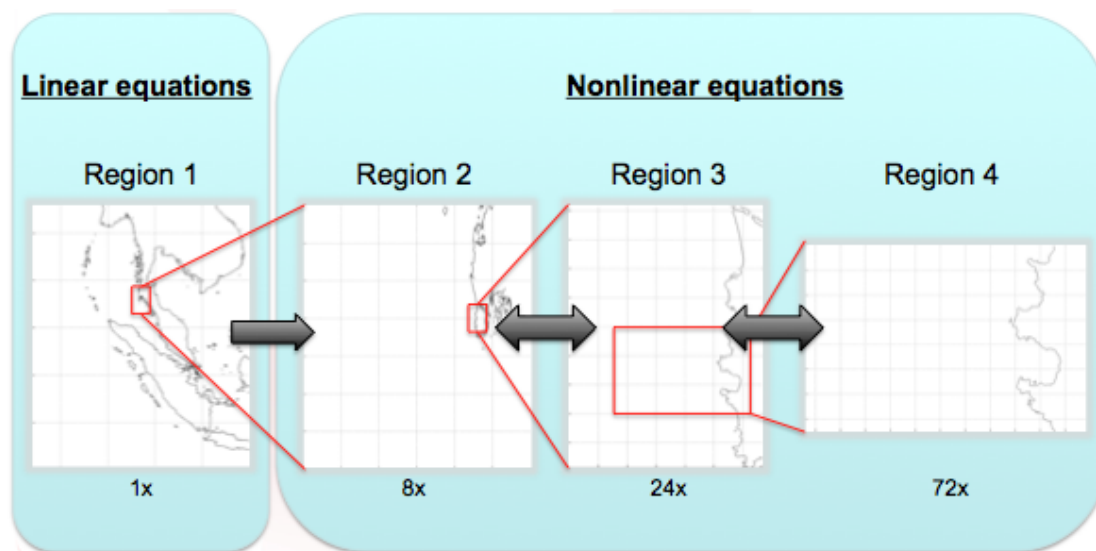 Linear equations
Nonlinear equations
Region 1
Region 2
Region 3
Region 4
1x
8x
24x
72x